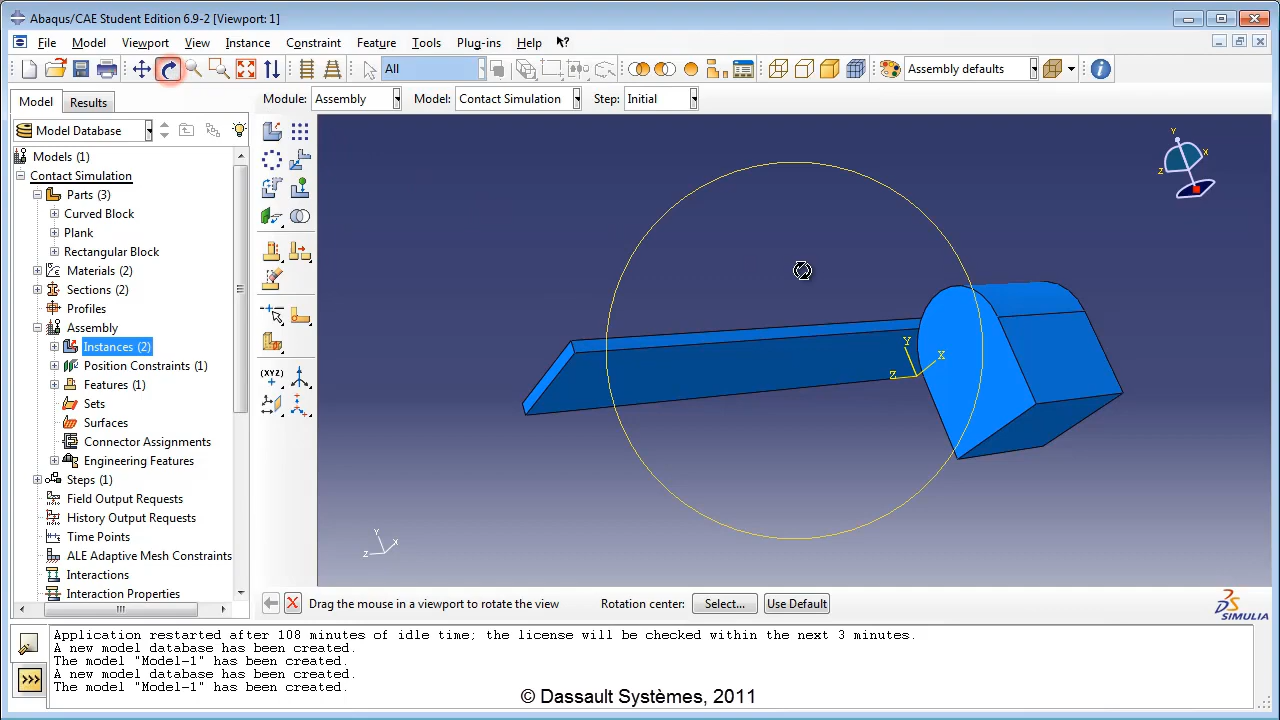 Abaqus/CAE Student Edition 6.9-2 [Viewport: 1]
File Model Viewport View Instance Constraint Feature Tools Plug-ins Help
All
Assembly defaults
Model Results
Module: Assembly Model: Contact Simulation Step: Initial
Model Database
Models (1)
Contact Simulation
Parts (3)
Curved Block
Plank
Rectangular Block
Materials (2)
Sections (2)
Profiles
Assembly
Instances (2)
Position Constraints (1)
Features (1)
Sets
Surfaces
Connector Assignments
Engineering Features
Steps (1)
Field Output Requests
History Output Requests
Time Points
ALE Adaptive Mesh Constraints
Interactions
Interaction Properties
(XYZ)
Y
X
Z
Y
X
Z
Y
X
Z
Drag the mouse in a viewport to rotate the view Rotation center: Select... Use Default
SIMULIA
Application restarted after 108 minutes of idle time; the license will be checked within the next 3 minutes.
A new model database has been created.
The model "Model-1" has been created.
A new model database has been created.
The model "Model-1" has been created.
>>>
© Dassault Systèmes, 2011